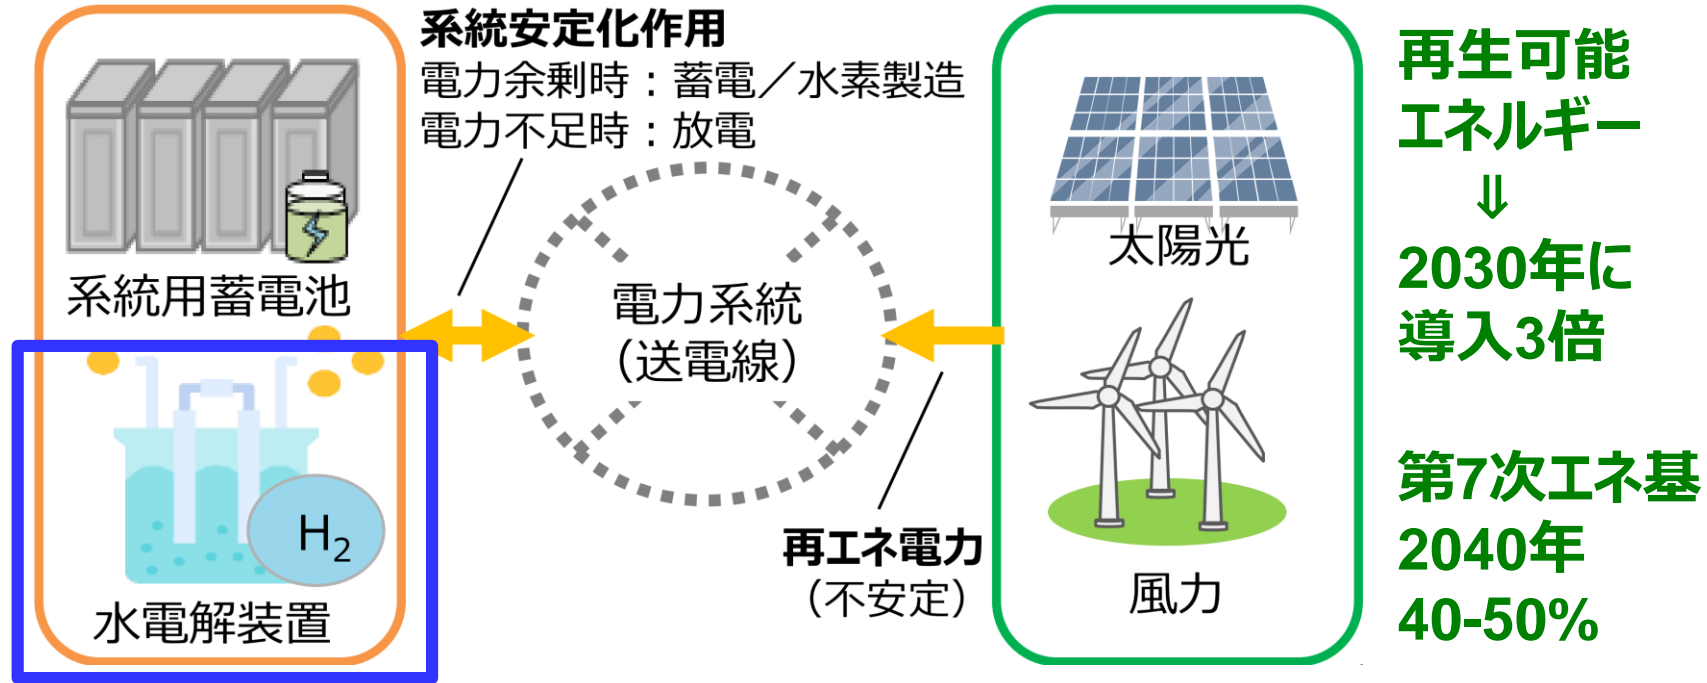 系統安定化作用
電力余剰時：蓄電／水素製造
電力不足時：放電
系統用蓄電池
H2
水電解装置
電力系統
（送電線）
再エネ電力
（不安定）
太陽光
風力
再生可能
エネルギー
⇓
2030年に
導入3倍
第7次エネ基
2040年
40-50%